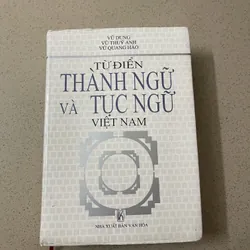 VŨ DUNG
VŨ THUÝ ANH
VŨ QUANG HÀO
TỪ ĐIỂN
THÀNH NGỮ
VÀ TỤC NGỮ
VIỆT NAM
NHÀ XUẤT BẢN VĂN HÓA